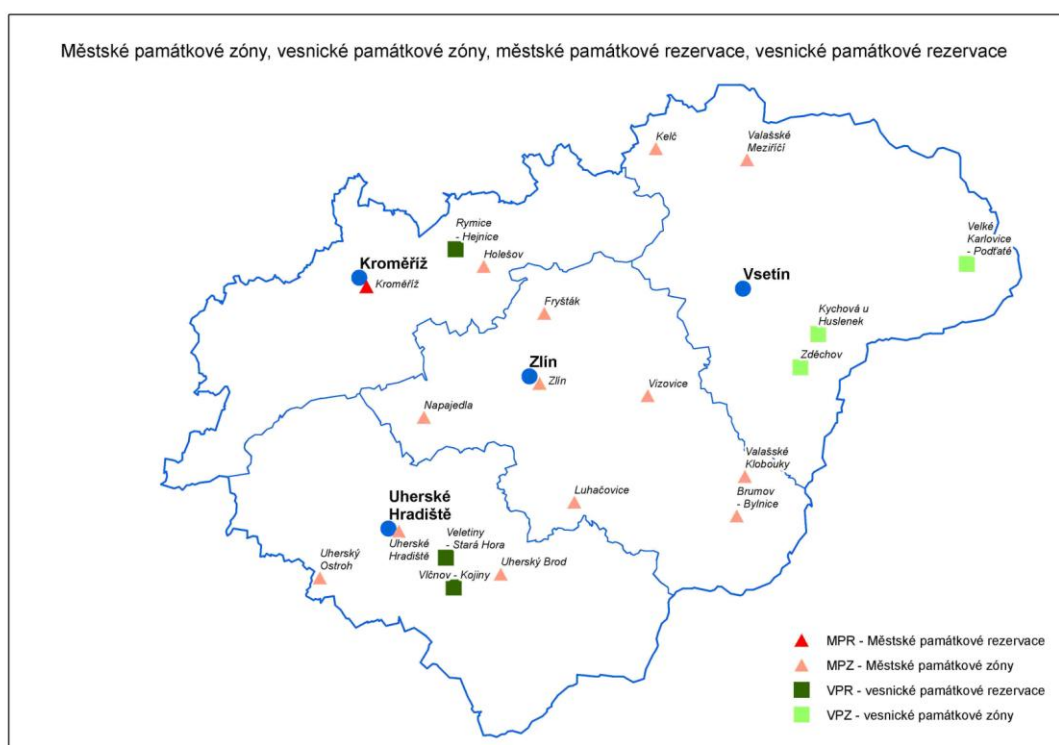 Městské památkové zóny, vesnické památkové zóny, městské památkové rezervace, vesnické památkové rezervace
Kelč
Valašské
Meziříčí
Rymice
- Hejnice
Holešov
Velké
Karlovice
- Podťaté
Kroměříž
Kroměříž
Vsetín
Fryšták
Kychová u
Huslenek
Zděchov
Zlín
Zlín
Vizovice
Napajedla
Valašské
Klobouky
Brumov
- Bylnice
Luhačovice
Uherské
Hradiště
Uherské
Hradiště
Veletiny
- Stará Hora
Vlčnov - Kojiny
Uherský Brod
Uherský
Ostroh
MPR - Městské památkové rezervace
MPZ - Městské památkové zóny
VPR - vesnické památkové rezervace
VPZ - vesnické památkové zóny